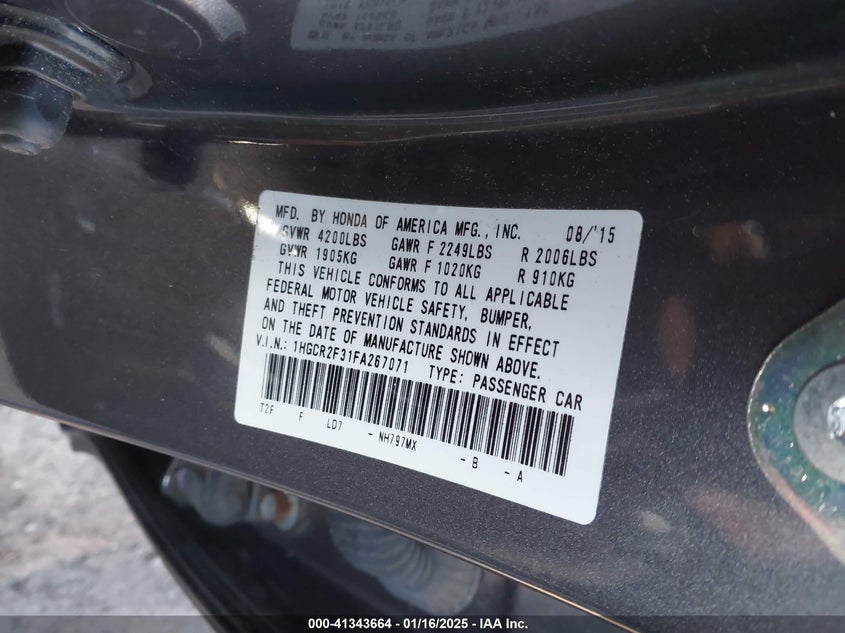 MFD. BY HONDA OF AMERICA MFG., INC. 08/'15
GVWR 4200LBS GAWR F 2249LBS R 2006LBS
GVWR 1905KG GAWR F 1020KG R 910KG
THIS VEHICLE CONFORMS TO ALL APPLICABLE
FEDERAL MOTOR VEHICLE SAFETY, BUMPER,
AND THEFT PREVENTION STANDARDS IN EFFECT
ON THE DATE OF MANUFACTURE SHOWN ABOVE.
V.I.N.: 1HGCR2F31FA267071 TYPE: PASSENGER CAR
T2F F LD7 - NH797MX - B - A
000-41343664 - 01/16/2025 - IAA Inc.